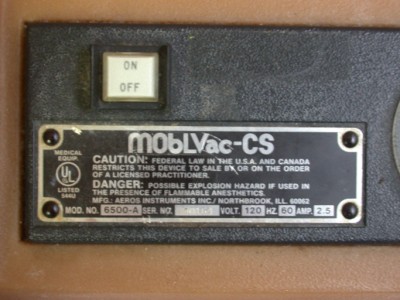 ON
OFF
MOBLVac-CS
MEDICAL
EQUIP.
UL
LISTED
544U
CAUTION: FEDERAL LAW IN THE U.S.A. AND CANADA
RESTRICTS THIS DEVICE TO SALE BY OR ON THE ORDER
OF A LICENSED PRACTITIONER.
DANGER: POSSIBLE EXPLOSION HAZARD IF USED IN
THE PRESENCE OF FLAMMABLE ANESTHETICS.
MFG.: AEROS INSTRUMENTS INC./NORTHBROOK, ILL. 60062
MOD. NO. 6500-A SER. NO. VOLT. 120 HZ. 60 AMP. 2.5